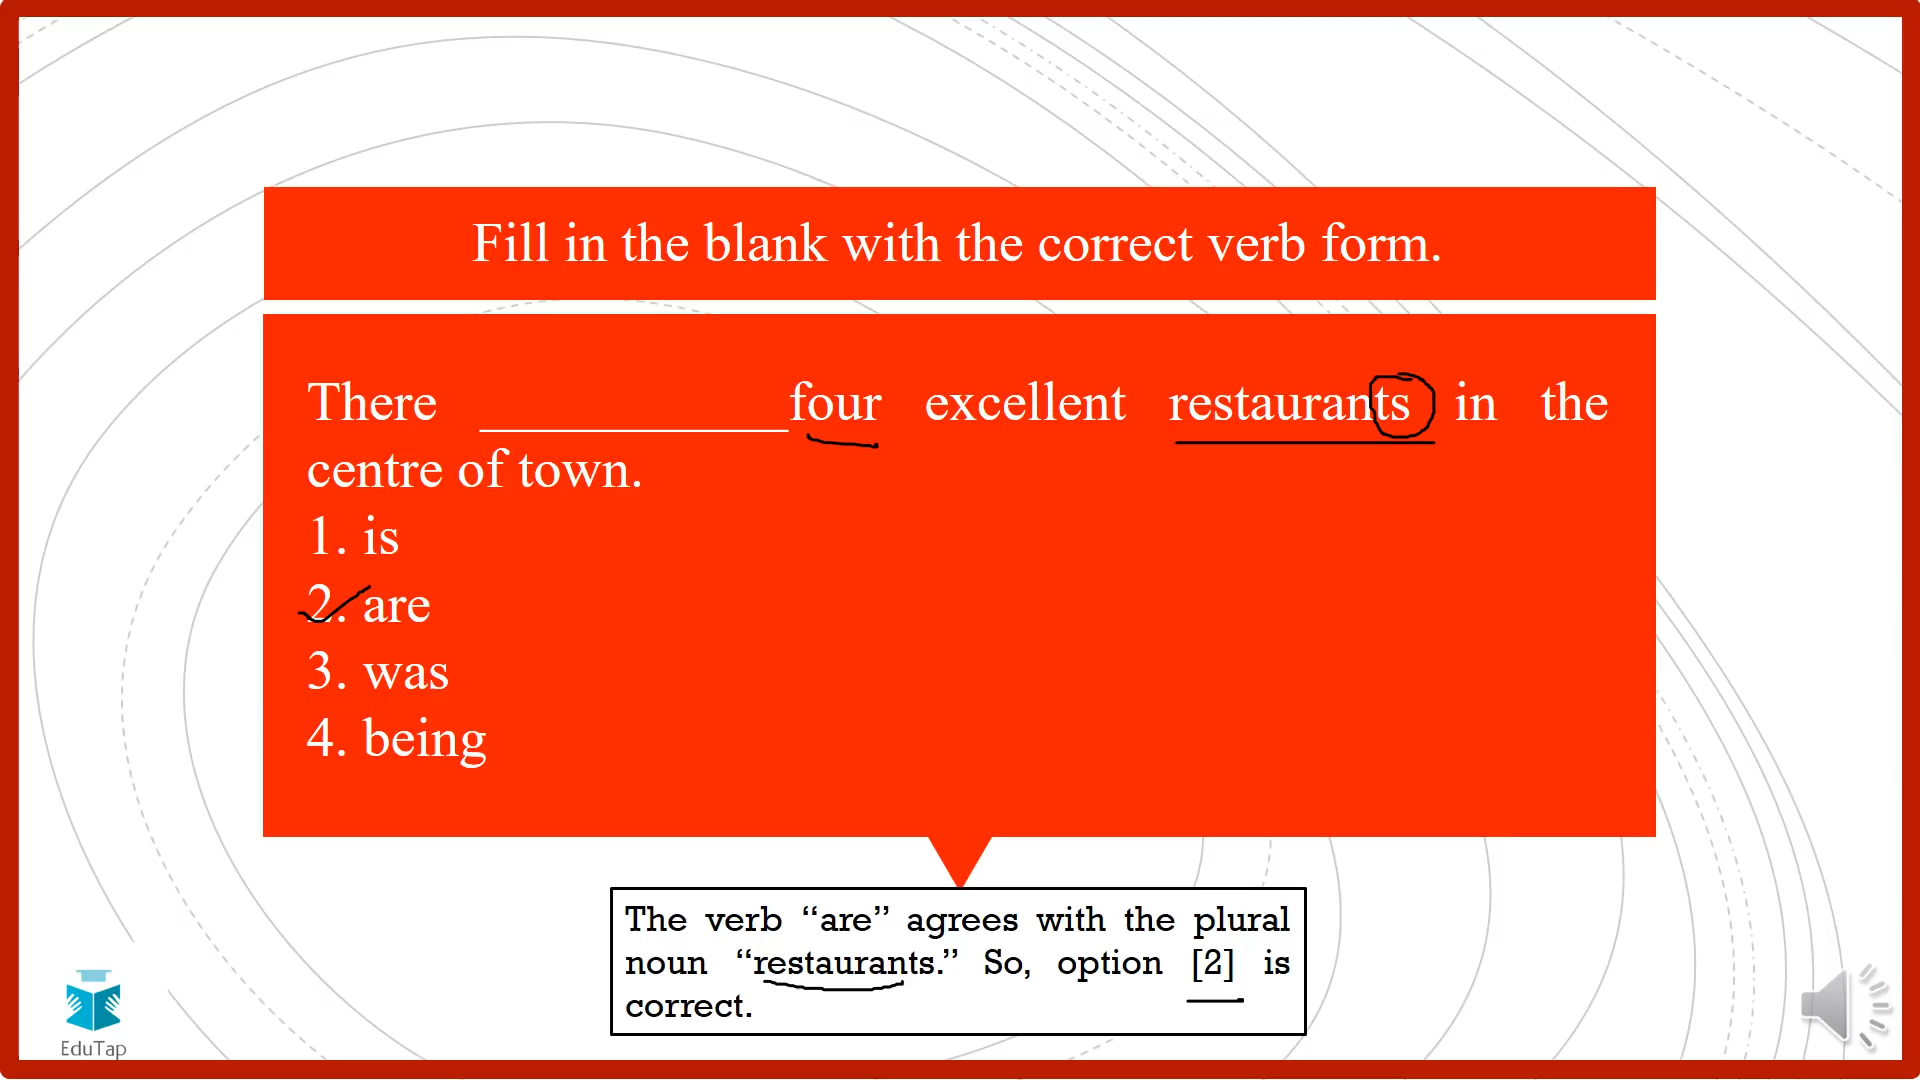 Fill in the blank with the correct verb form.
There ____________four excellent restaurants in the
centre of town.
1. is
2. are
3. was
4. being
The verb “are” agrees with the plural
noun “restaurants.” So, option [2] is
correct.
EduTap